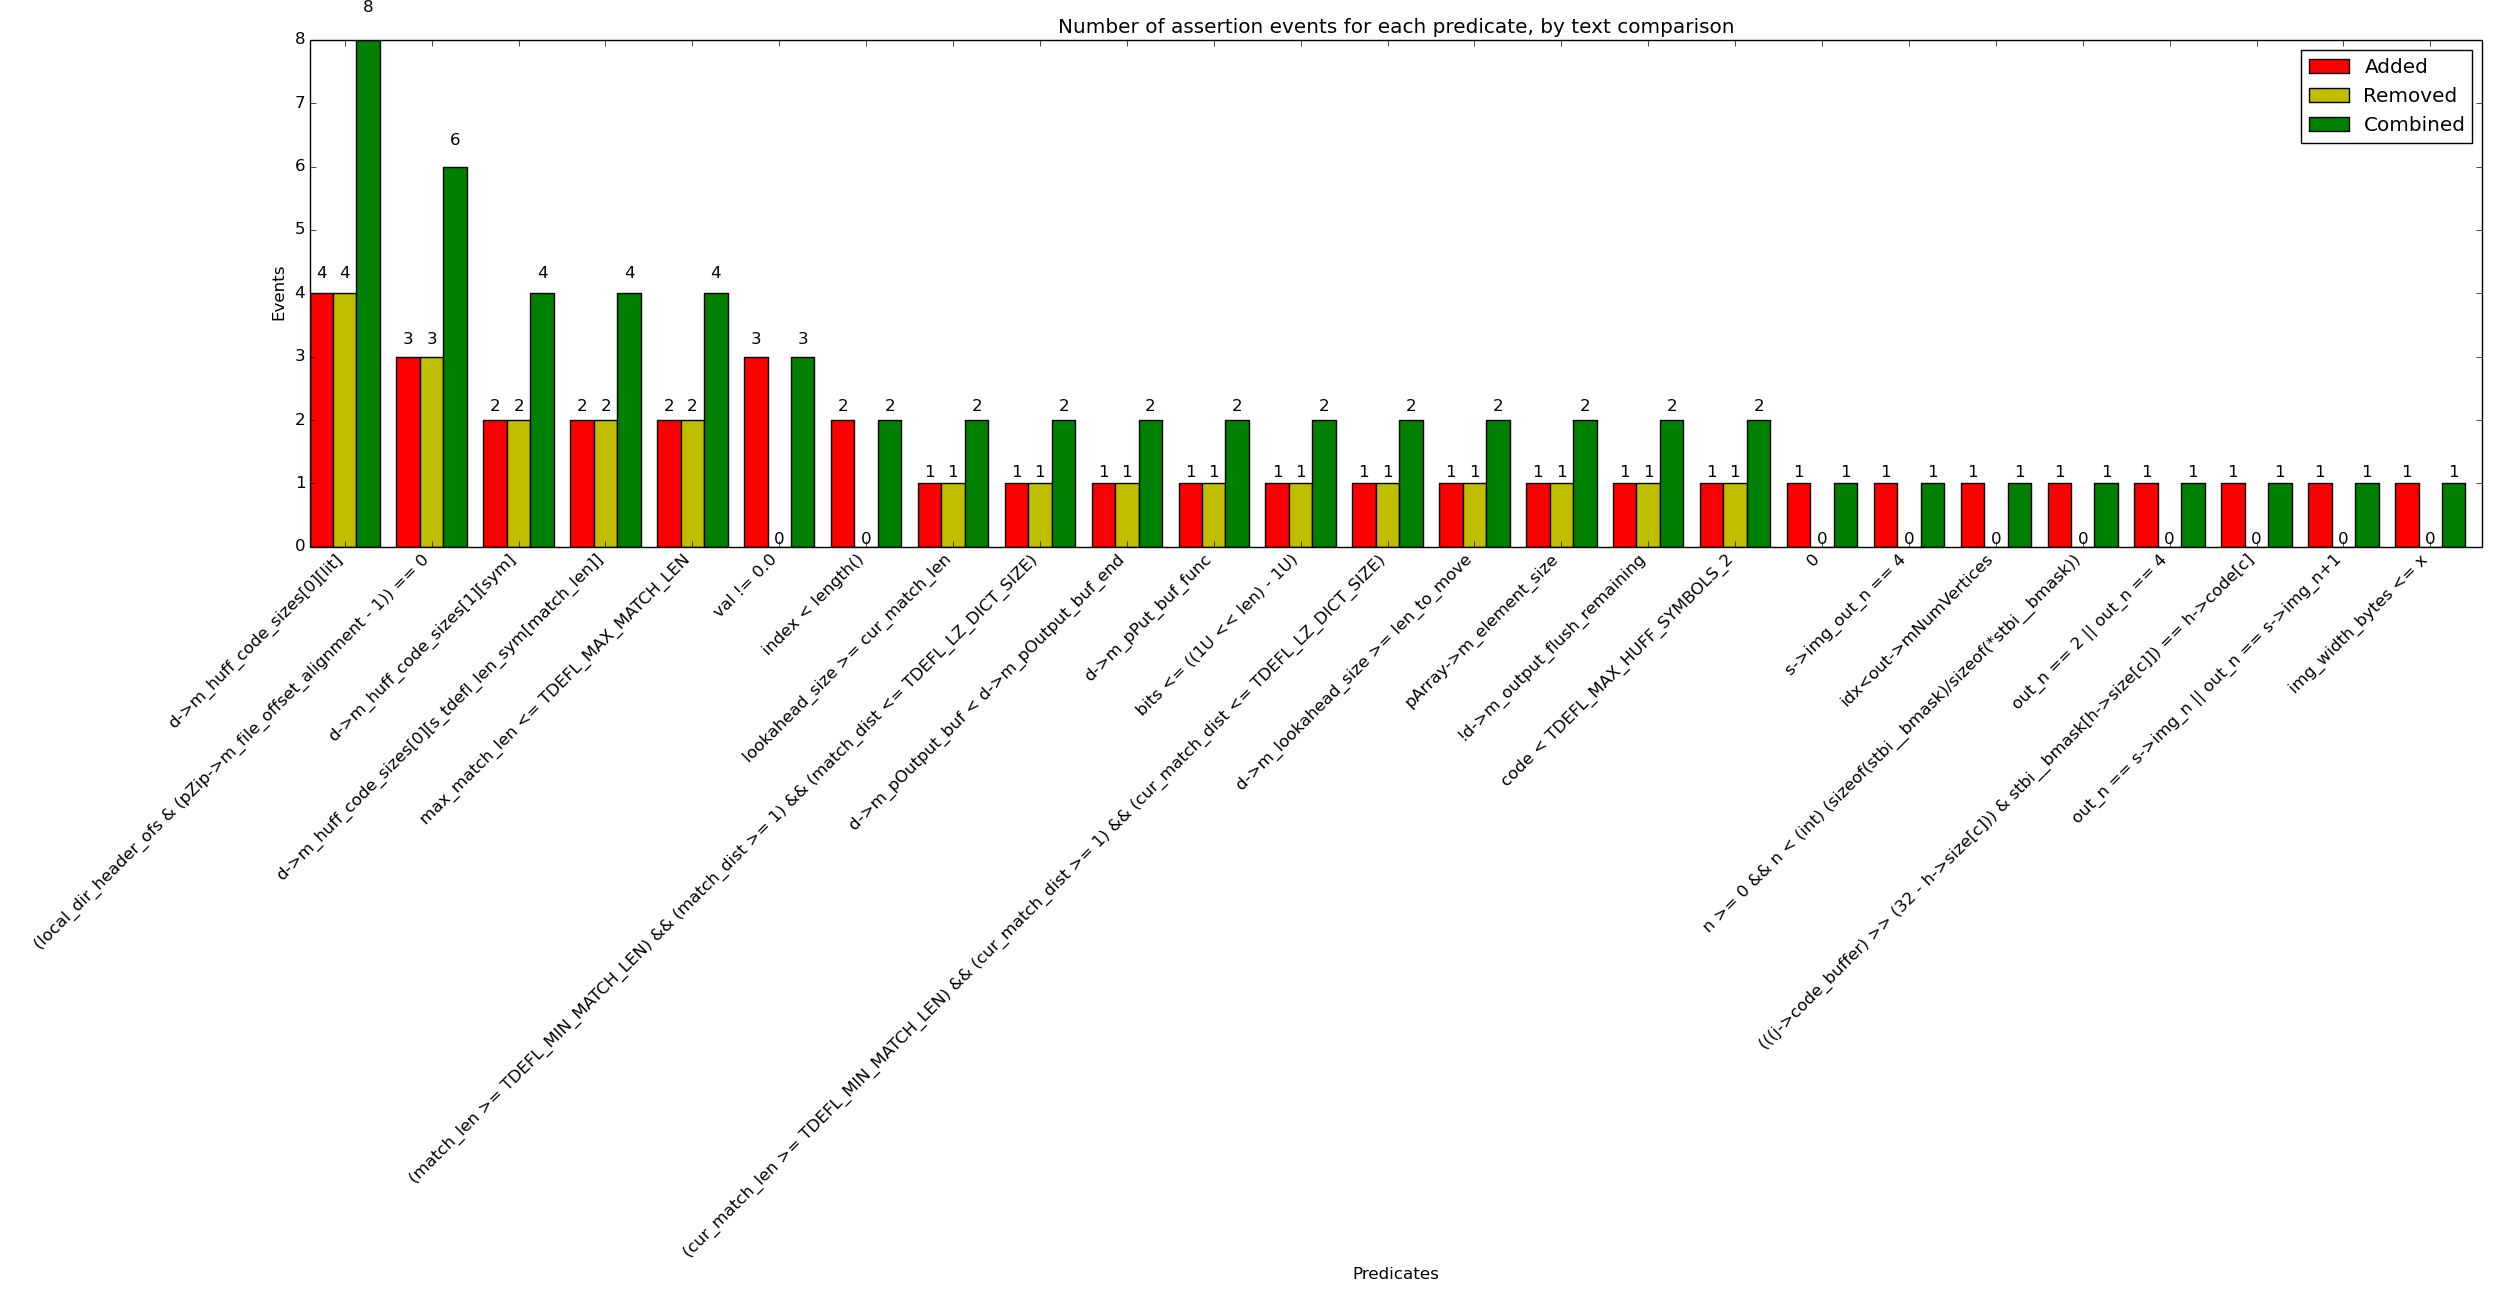 Number of assertion events for each predicate, by text comparison
Added
Removed
Combined
Events
8
7
6
5
4
3
2
1
0
4 4 8
3 3 6
2 2 4
2 2 4
2 2 4
3 0 3
2 0 2
1 1 2
1 1 2
1 1 2
1 1 2
1 1 2
1 1 2
1 1 2
1 1 2
1 1 2
1 1 2
1 0 1
1 0 1
1 0 1
1 0 1
1 0 1
1 0 1
1 0 1
1 0 1
d->m_huff_code_sizes[0][lit]
(local_dir_header_ofs & (pZip->m_file_offset_alignment - 1)) == 0
d->m_huff_code_sizes[1][sym]
d->m_huff_code_sizes[0][s_tdefl_len_sym[match_len]]
max_match_len <= TDEFL_MAX_MATCH_LEN
val != 0.0
index < length()
lookahead_size >= cur_match_len
(match_len >= TDEFL_MIN_MATCH_LEN) && (match_dist >= 1) && (match_dist <= TDEFL_LZ_DICT_SIZE)
d->m_pOutput_buf < d->m_pOutput_buf_end
d->m_pPut_buf_func
bits <= ((1U << len) - 1U)
(cur_match_len >= TDEFL_MIN_MATCH_LEN) && (cur_match_dist >= 1) && (cur_match_dist <= TDEFL_LZ_DICT_SIZE)
d->m_lookahead_size >= len_to_move
pArray->m_element_size
!d->m_output_flush_remaining
code < TDEFL_MAX_HUFF_SYMBOLS_2
0
s->img_out_n == 4
idx<out->mNumVertices
n >= 0 && n < (int) (sizeof(stbi__bmask)/sizeof(*stbi__bmask))
out_n == 2 || out_n == 4
(((j->code_buffer) >> (32 - h->size[c])) & stbi__bmask[h->size[c]]) == h->code[c]
out_n == s->img_n || out_n == s->img_n+1
img_width_bytes <= x
Predicates